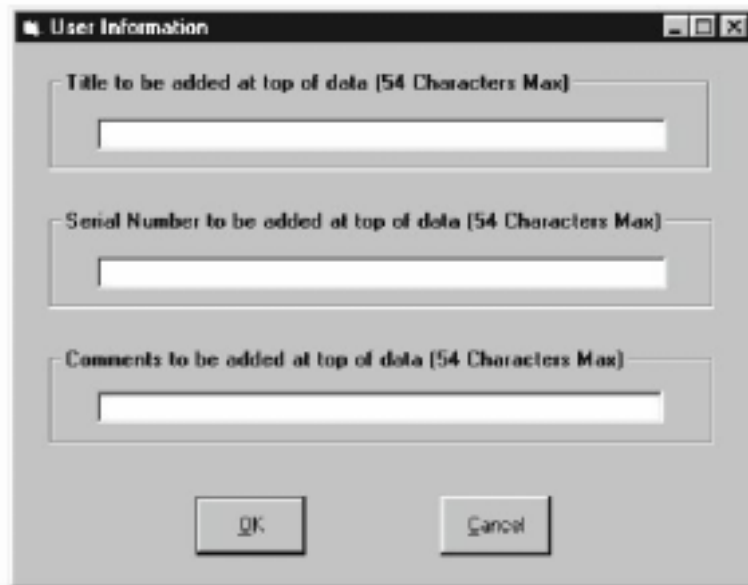 User Information
Title to be added at top of data (54 Characters Max)
Serial Number to be added at top of data (54 Characters Max)
Comments to be added at top of data (54 Characters Max)
OK
Cancel